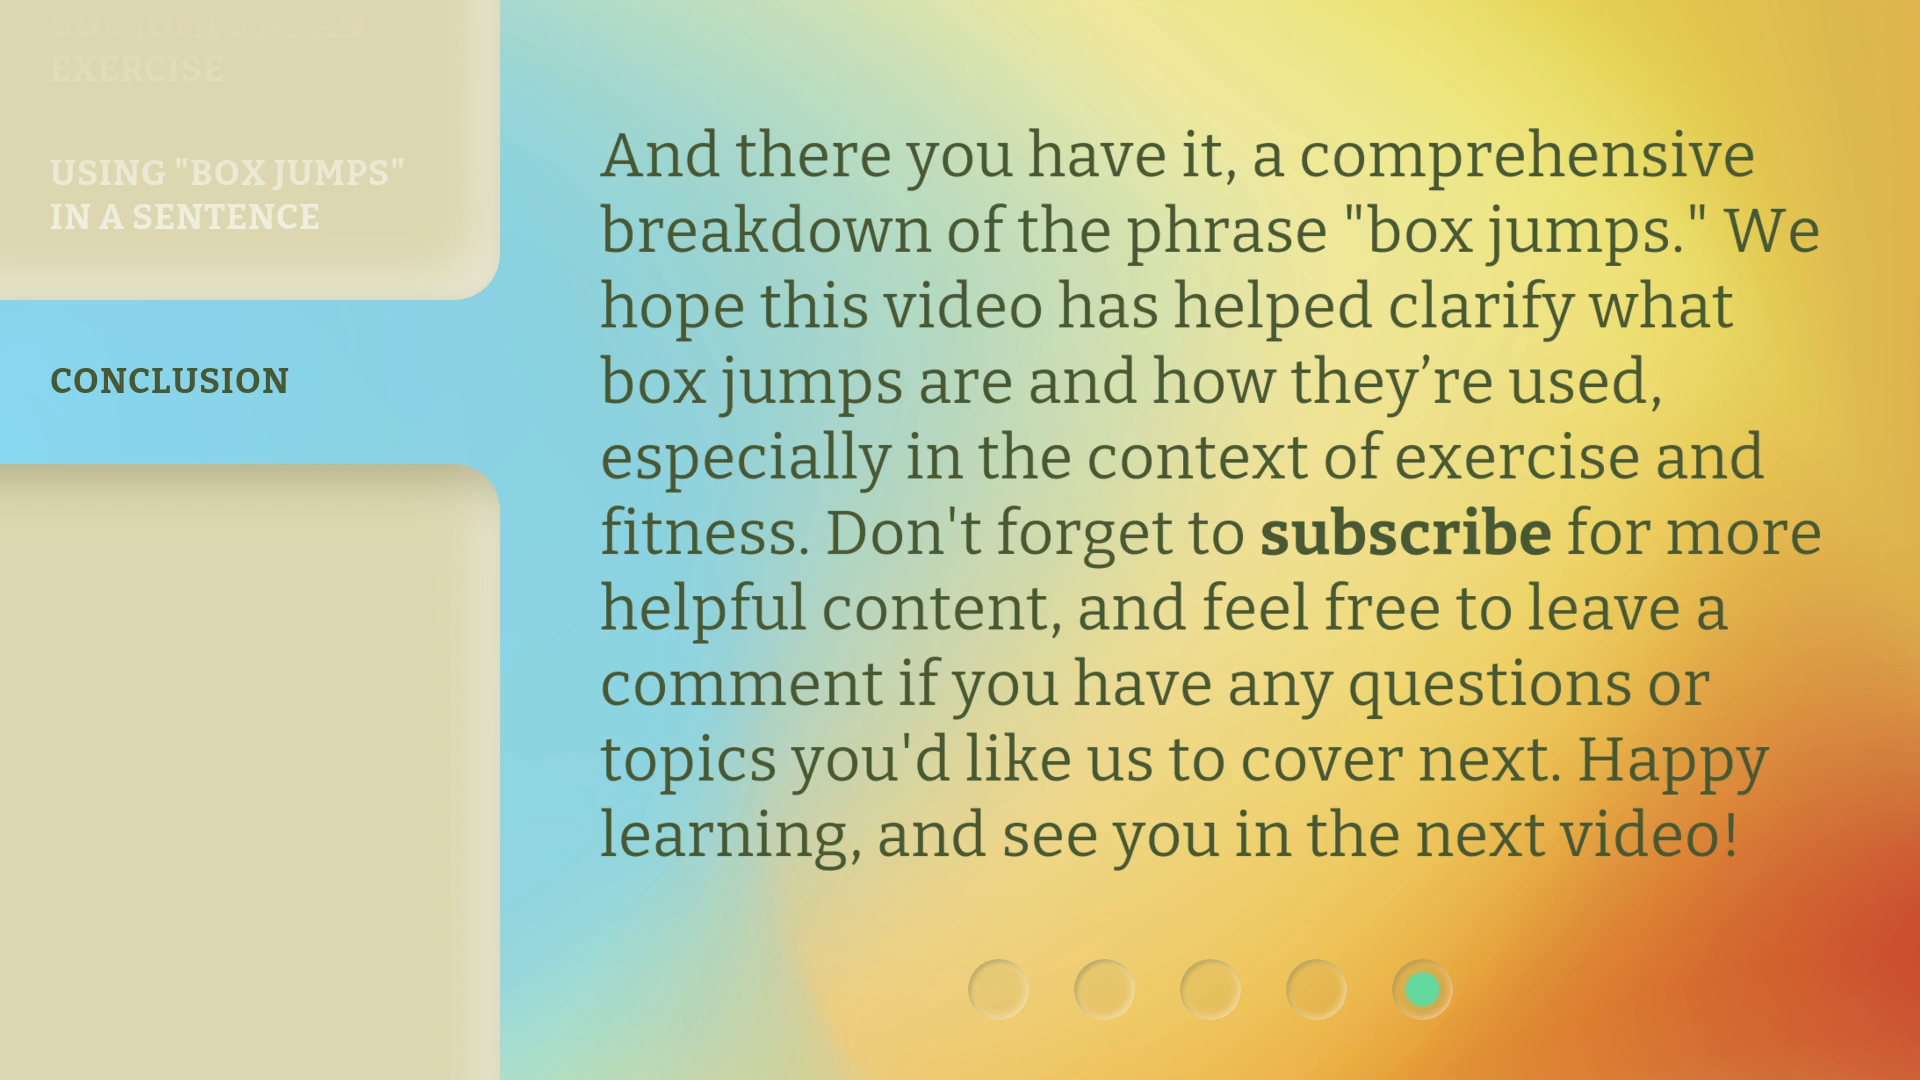 BOX JUMPS AS AN
EXERCISE
USING "BOX JUMPS"
IN A SENTENCE
CONCLUSION
And there you have it, a comprehensive
breakdown of the phrase "box jumps." We
hope this video has helped clarify what
box jumps are and how they’re used,
especially in the context of exercise and
fitness. Don't forget to subscribe for more
helpful content, and feel free to leave a
comment if you have any questions or
topics you'd like us to cover next. Happy
learning, and see you in the next video!